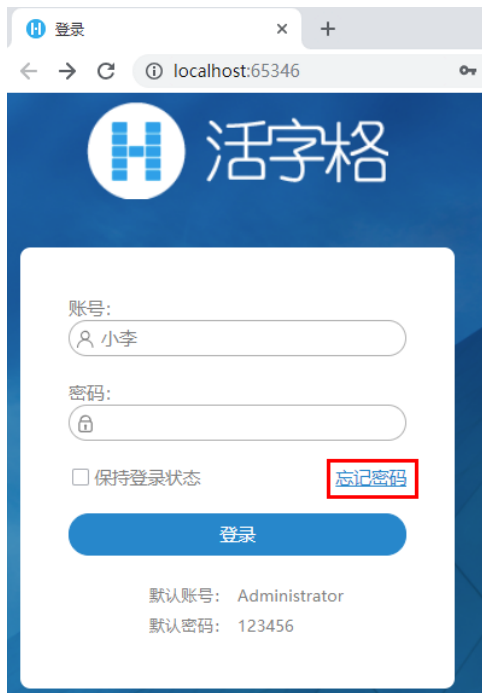 登录
localhost:65346
活字格
账号:
小李
密码:
保持登录状态 忘记密码
登录
默认账号: Administrator
默认密码: 123456